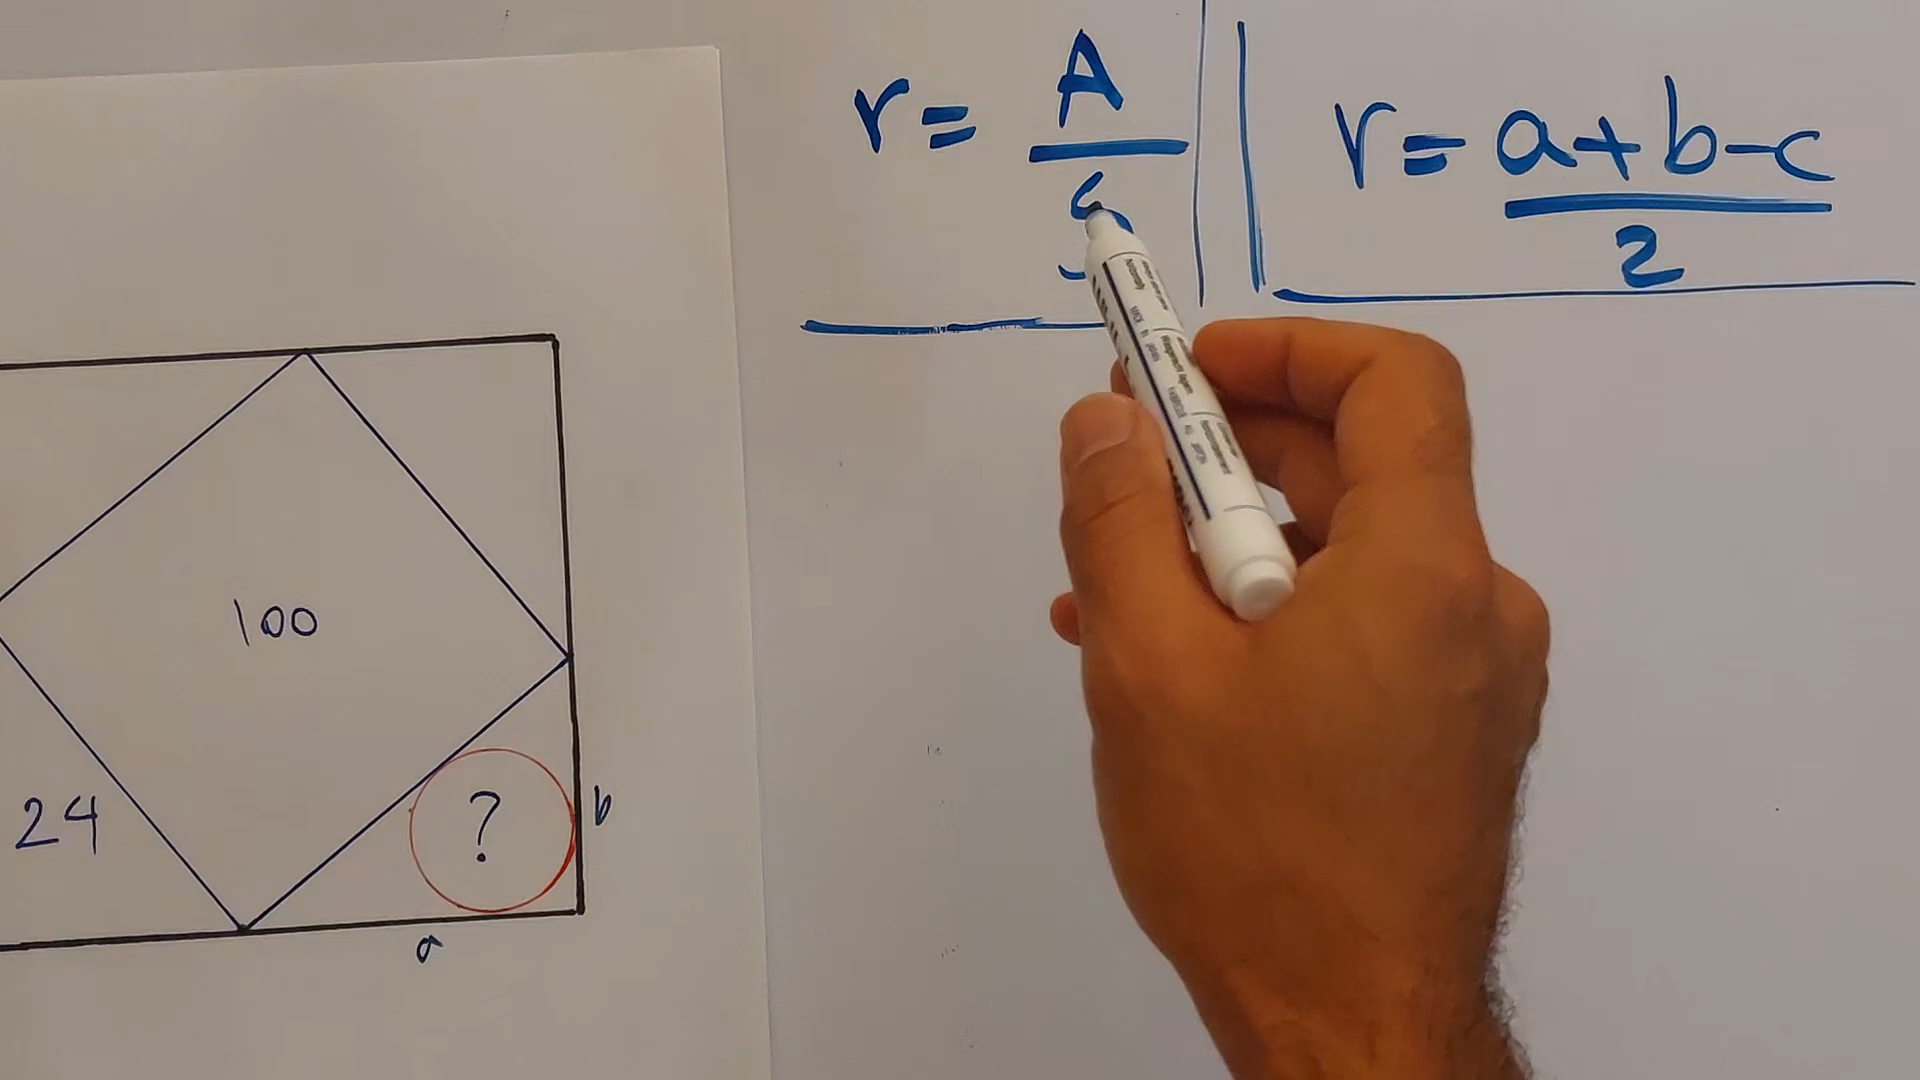 r = A / S
r = a+b-c / 2
100
24
?
b
a